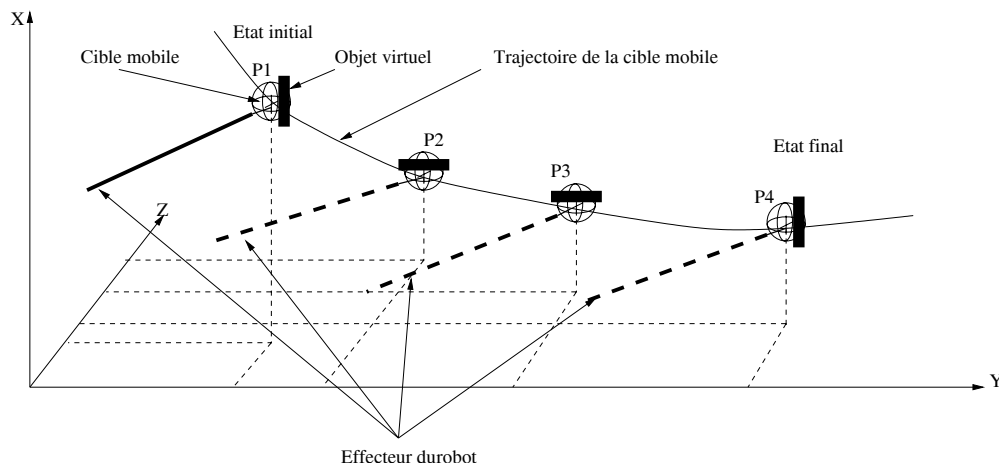 X
Etat initial
Cible mobile
Objet virtuel
Trajectoire de la cible mobile
P1
P2
Etat final
P3
P4
Z
Y
Effecteur durobot